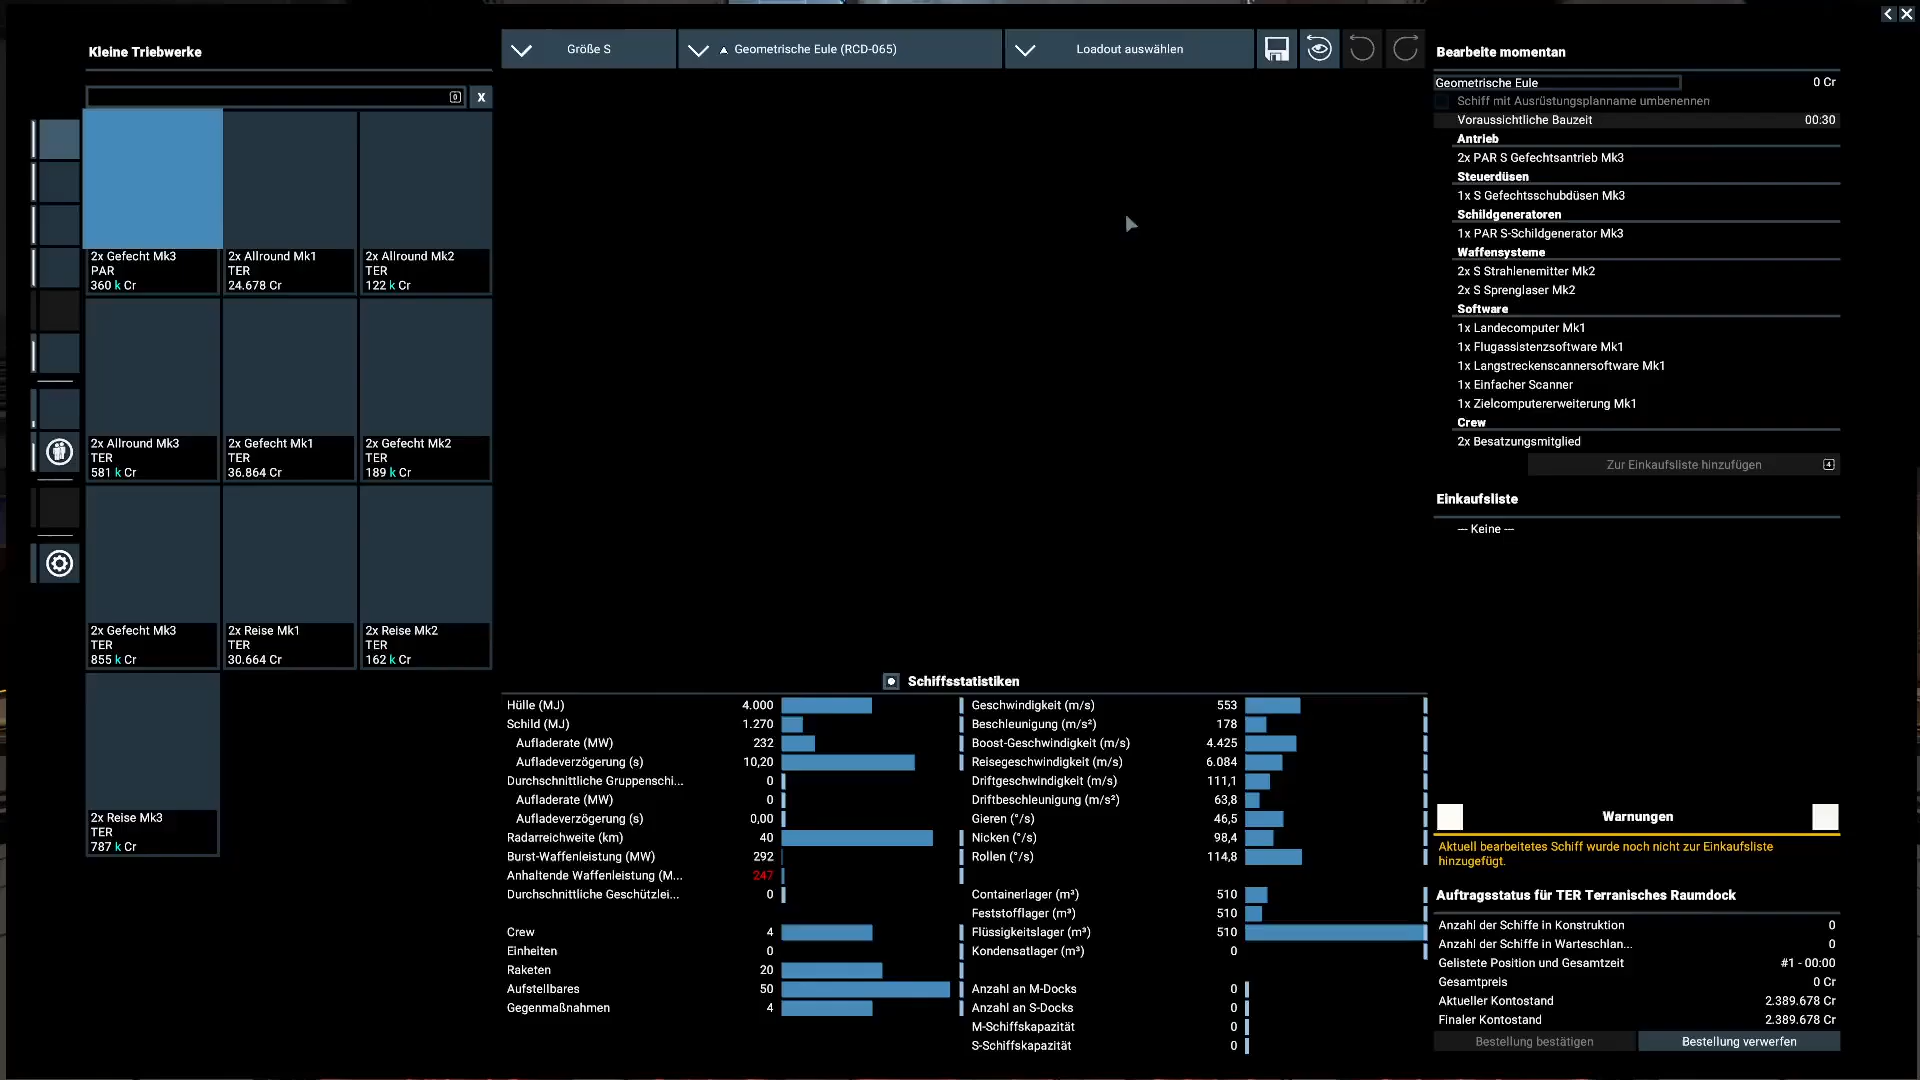 Kleine Triebwerke
0
X
2x Gefecht Mk3
PAR
360 k Cr
2x Allround Mk1
TER
24.678 Cr
2x Allround Mk2
TER
122 k Cr
2x Allround Mk3
TER
581 k Cr
2x Gefecht Mk1
TER
36.864 Cr
2x Gefecht Mk2
TER
189 k Cr
2x Gefecht Mk3
TER
855 k Cr
2x Reise Mk1
TER
30.664 Cr
2x Reise Mk2
TER
162 k Cr
2x Reise Mk3
TER
787 k Cr
Größe S
Geometrische Eule (RCD-065)
Loadout auswählen
Schiffsstatistiken
Hülle (MJ) 4.000
Schild (MJ) 1.270
Aufladerate (MW) 232
Aufladeverzögerung (s) 10,20
Durchschnittliche Gruppenschi... 0
Aufladerate (MW) 0
Aufladeverzögerung (s) 0,00
Radarreichweite (km) 40
Burst-Waffenleistung (MW) 292
Anhaltende Waffenleistung (M... 247
Durchschnittliche Geschützlei... 0
Crew 4
Einheiten 0
Raketen 20
Aufstellbares 50
Gegenmaßnahmen 4
Geschwindigkeit (m/s) 553
Beschleunigung (m/s²) 178
Boost-Geschwindigkeit (m/s) 4.425
Reisegeschwindigkeit (m/s) 6.084
Driftgeschwindigkeit (m/s) 111,1
Driftbeschleunigung (m/s²) 63,8
Gieren (°/s) 46,5
Nicken (°/s) 98,4
Rollen (°/s) 114,8
Containerlager (m³) 510
Feststofflager (m³) 510
Flüssigkeitslager (m³) 510
Kondensatlager (m³) 0
Anzahl an M-Docks 0
Anzahl an S-Docks 0
M-Schiffskapazität 0
S-Schiffskapazität 0
Bearbeite momentan
Geometrische Eule 0 Cr
Schiff mit Ausrüstungsplanname umbenennen
Voraussichtliche Bauzeit 00:30
Antrieb
2x PAR S Gefechtsantrieb Mk3
Steuerdüsen
1x S Gefechtsschubdüsen Mk3
Schildgeneratoren
1x PAR S-Schildgenerator Mk3
Waffensysteme
2x S Strahlenemitter Mk2
2x S Sprenglaser Mk2
Software
1x Landecomputer Mk1
1x Flugassistenzsoftware Mk1
1x Langstreckenscannersoftware Mk1
1x Einfacher Scanner
1x Zielcomputererweiterung Mk1
Crew
2x Besatzungsmitglied
Zur Einkaufsliste hinzufügen 4
Einkaufsliste
— Keine —
Warnungen
Aktuell bearbeitetes Schiff wurde noch nicht zur Einkaufsliste
hinzugefügt.
Auftragsstatus für TER Terranisches Raumdock
Anzahl der Schiffe in Konstruktion 0
Anzahl der Schiffe in Warteschlan... 0
Gelistete Position und Gesamtzeit #1 - 00:00
Gesamtpreis 0 Cr
Aktueller Kontostand 2.389.678 Cr
Finaler Kontostand 2.389.678 Cr
Bestellung bestätigen
Bestellung verwerfen